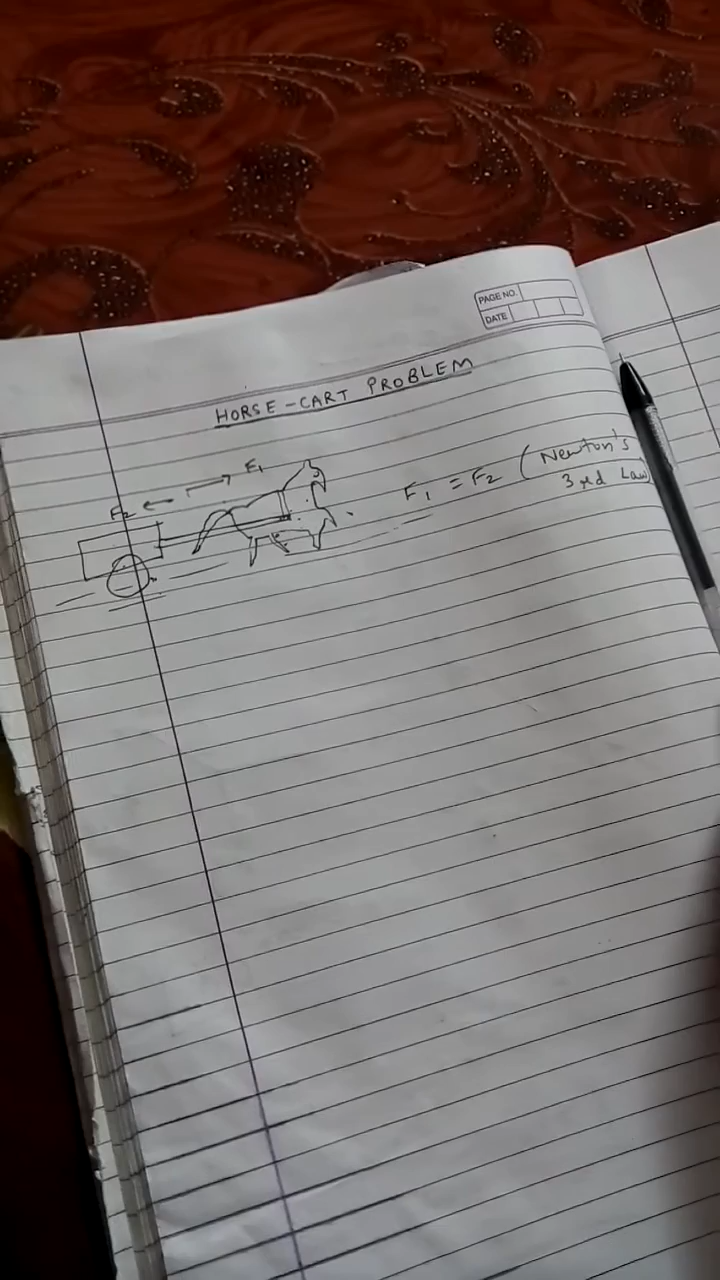 PAGE NO.
DATE
HORSE-CART PROBLEM
F₁
F₂
F₁ = F₂ (Newton's
3rd Law)